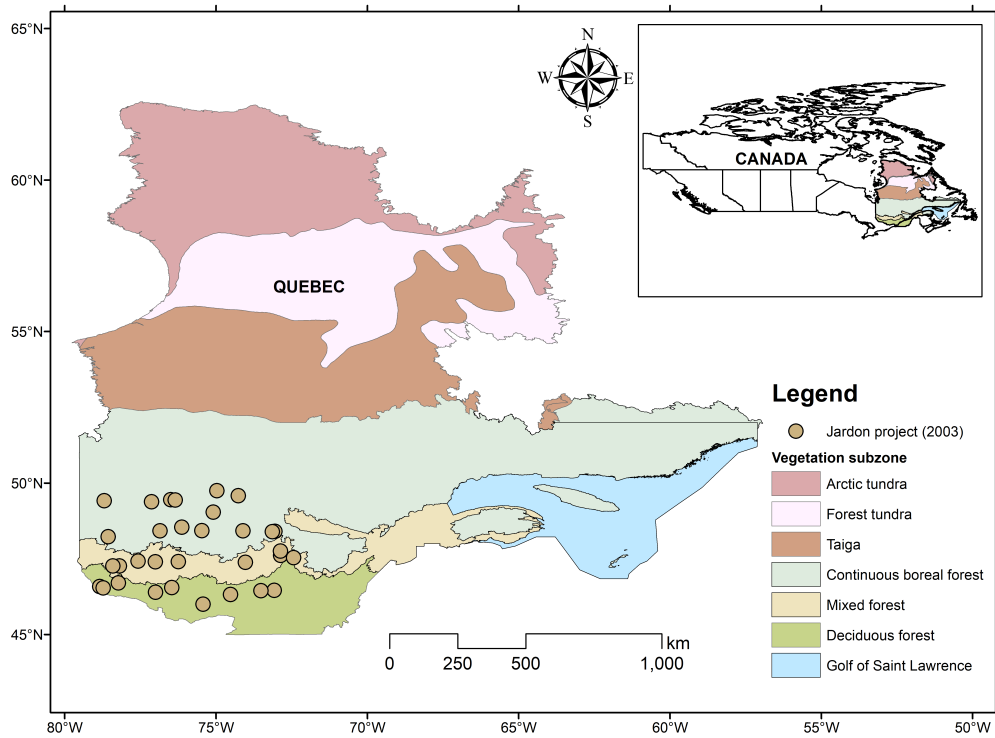 65°N
60°N
55°N
50°N
45°N
N
W E
S
CANADA
QUEBEC
Legend
Jardon project (2003)
Vegetation subzone
Arctic tundra
Forest tundra
Taiga
Continuous boreal forest
Mixed forest
Deciduous forest
Golf of Saint Lawrence
km
0 250 500 1,000
80°W 75°W 70°W 65°W 60°W 55°W 50°W